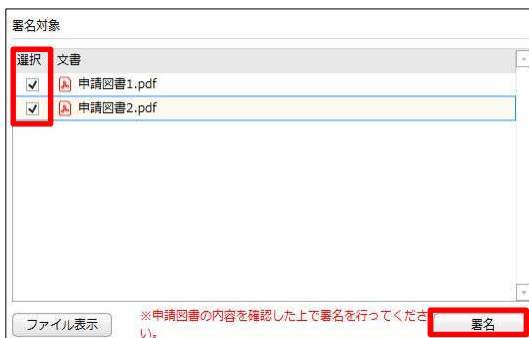 署名対象
選択 文書
申請図書1.pdf
申請図書2.pdf
ファイル表示
※申請図書の内容を確認した上で署名を行ってくださ
い。
署名